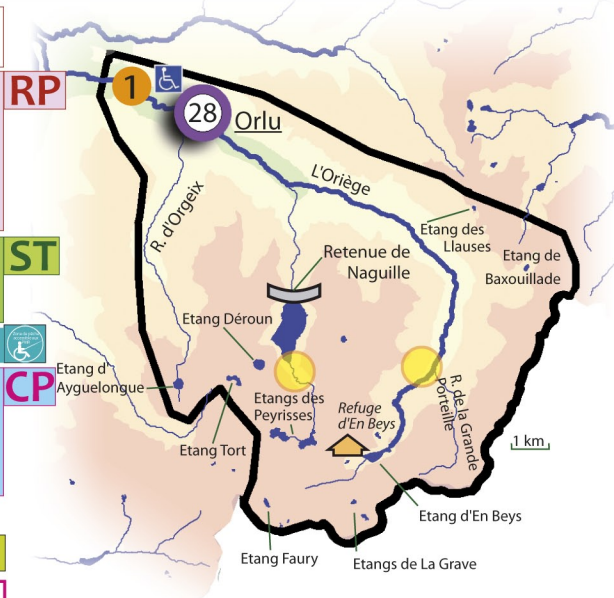 RP
1
28
Orlu
L'Oriège
R. d'Orgeix
Etang des
Llauses
ST
Retenue de
Naguille
Etang de
Baxouillade
Etang Déroun
Etang d'
Ayguelongue
CP
Etangs des
Peyrisses
Refuge
d'En Beys
R. de la Grande
Porteille
Etang Tort
1 km
Etang d'En Beys
Etang Faury
Etangs de La Grave